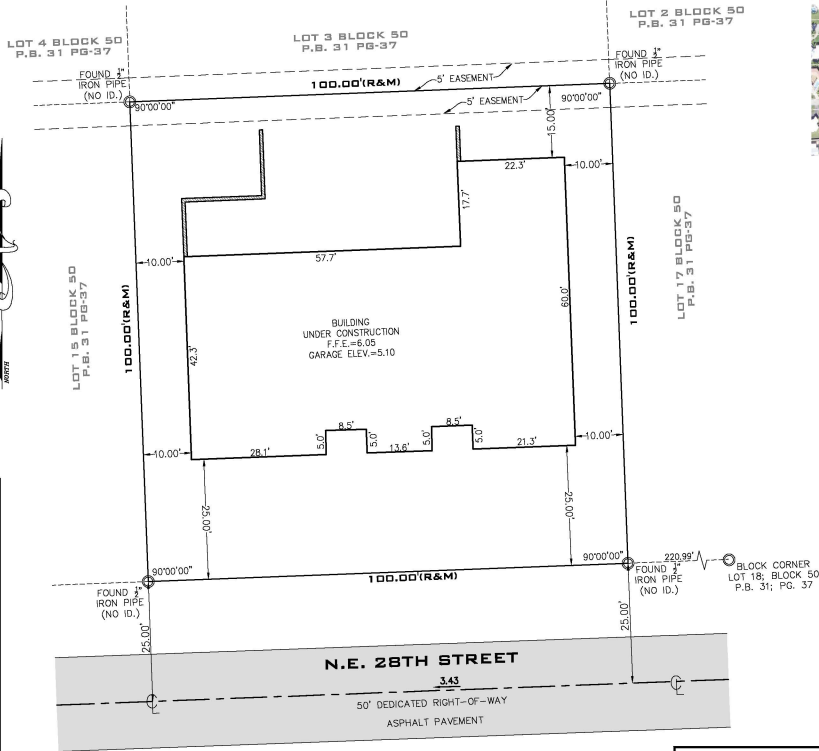 LOT 4 BLOCK 50
P.B. 31 PG-37
LOT 3 BLOCK 50
P.B. 31 PG-37
LOT 2 BLOCK 50
P.B. 31 PG-37
FOUND ½"
IRON PIPE
(NO ID.)
100.00'(R&M)
5' EASEMENT
FOUND ½"
IRON PIPE
(NO ID.)
90°00'00"
5' EASEMENT
90°00'00"
15.00'
22.3'
10.00'
17.7'
10.00'
57.7'
LOT 15 BLOCK 50
P.B. 31 PG-37
100.00'(R&M)
42.3'
BUILDING
UNDER CONSTRUCTION
F.F.E.=6.05
GARAGE ELEV.=5.10
60.0'
100.00'(R&M)
LOT 17 BLOCK 50
P.B. 31 PG-37
NORTH
10.00'
28.1'
5.0'
8.5'
5.0'
13.6'
5.0'
8.5'
5.0'
21.3'
10.00'
25.00'
25.00'
90°00'00"
100.00'(R&M)
90°00'00"
220.99'
BLOCK CORNER
LOT 18; BLOCK 50
P.B. 31; PG. 37
FOUND ½"
IRON PIPE
(NO ID.)
FOUND ½"
IRON PIPE
(NO ID.)
25.00'
25.00'
N.E. 28TH STREET
3.43
50' DEDICATED RIGHT-OF-WAY
ASPHALT PAVEMENT